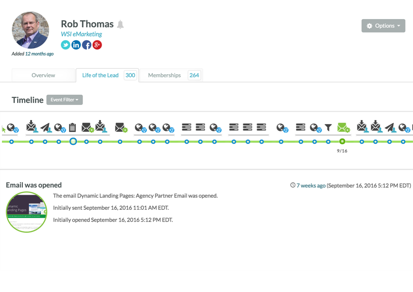 Rob Thomas
WSI eMarketing
Options
Added 12-months ago
Overview
Life of the Lead 300
Memberships 264
Timeline
Event Filter
9/16
Email was opened
7 weeks ago (September 16, 2016 5:12 PM EDT)
The email Dynamic Landing Pages: Agency Partner Email was opened.
Initially sent September 16, 2016 11:01 AM EDT.
Initially opened September 16, 2016 5:12 PM EDT.